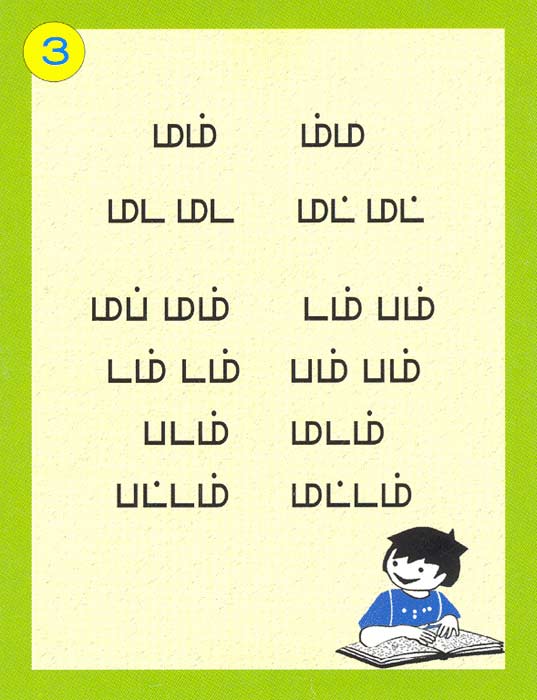 3
மம் ம்ம
மட மட மட் மட்
மப் மம் டம் பம்
டம் டம் பம் பம்
படம் மடம்
பட்டம் மட்டம்